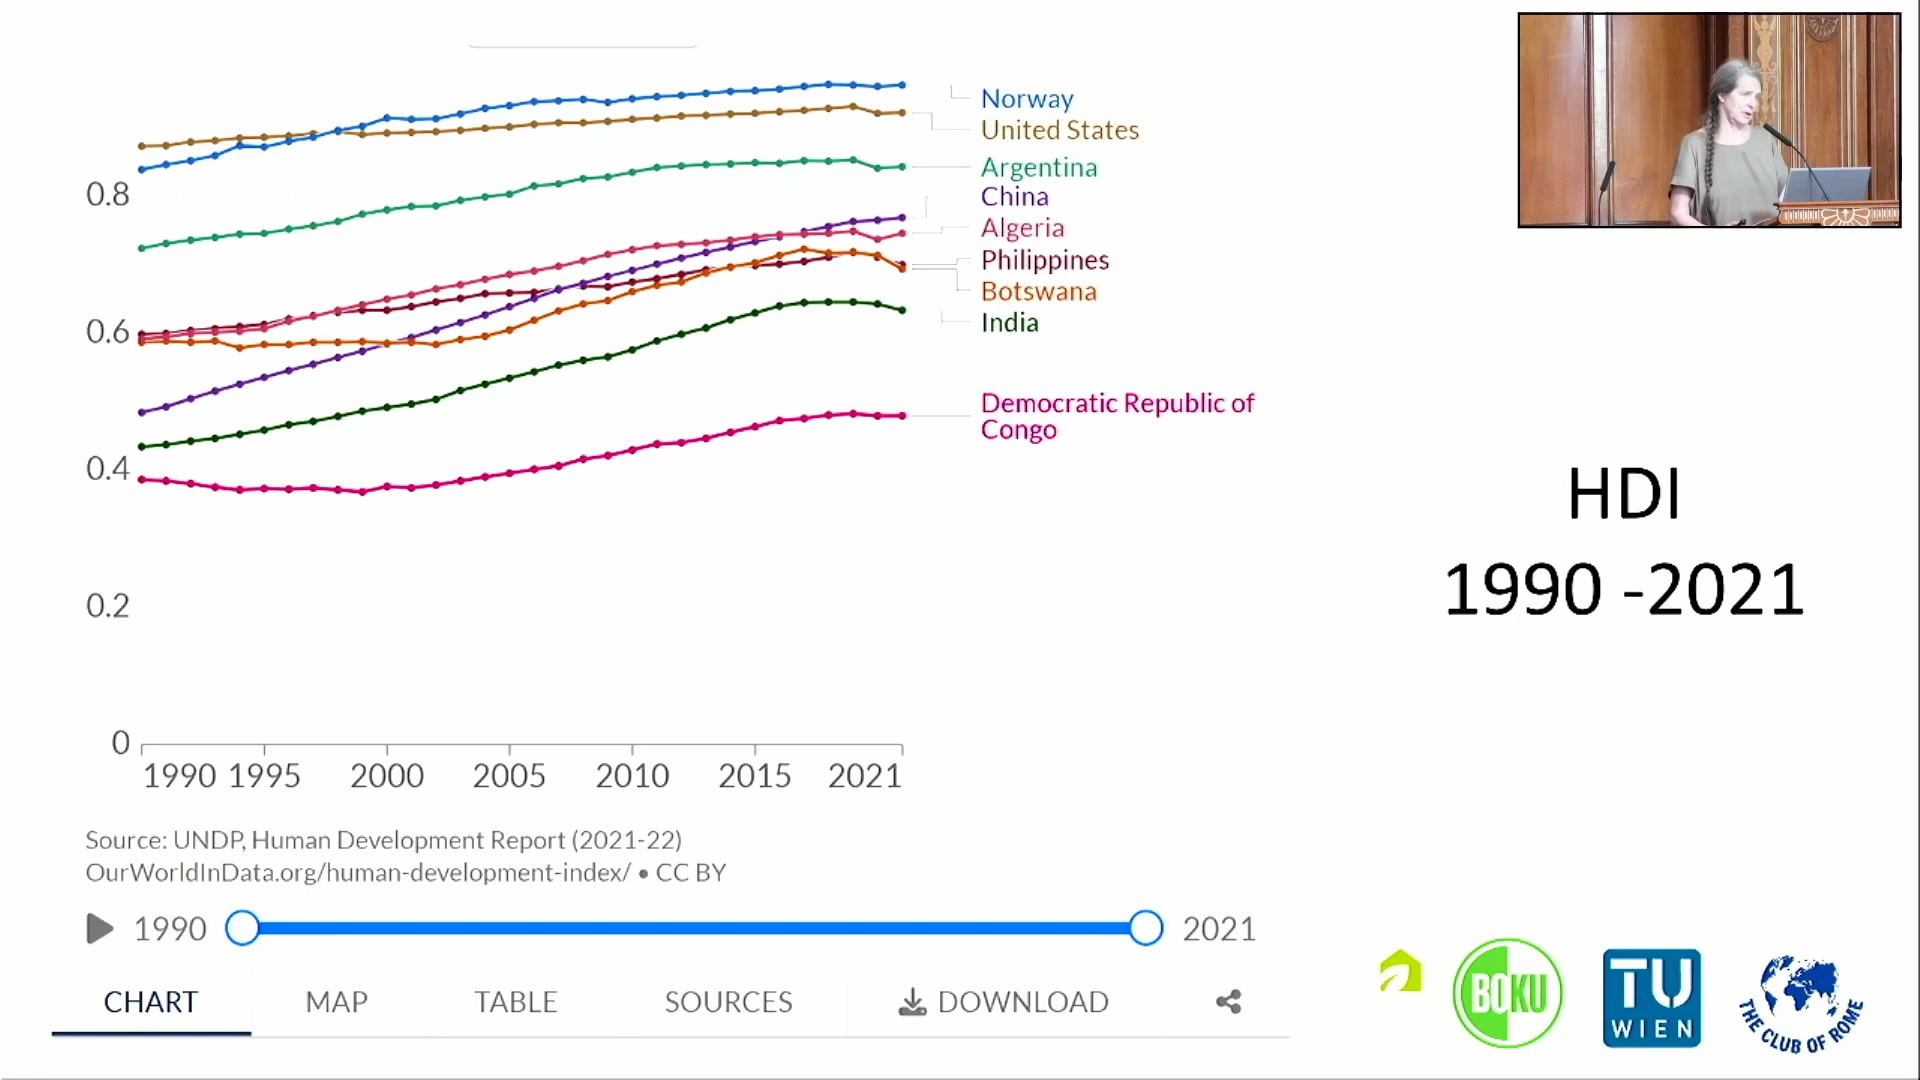 Norway
United States
Argentina
China
Algeria
Philippines
Botswana
India
Democratic Republic of
Congo
0.8
0.6
0.4
0.2
0
1990 1995 2000 2005 2010 2015 2021
HDI
1990 -2021
Source: UNDP, Human Development Report (2021-22)
OurWorldInData.org/human-development-index/ • CC BY
1990 2021
CHART MAP TABLE SOURCES DOWNLOAD
BOKU
TU
WIEN
THE CLUB OF ROME